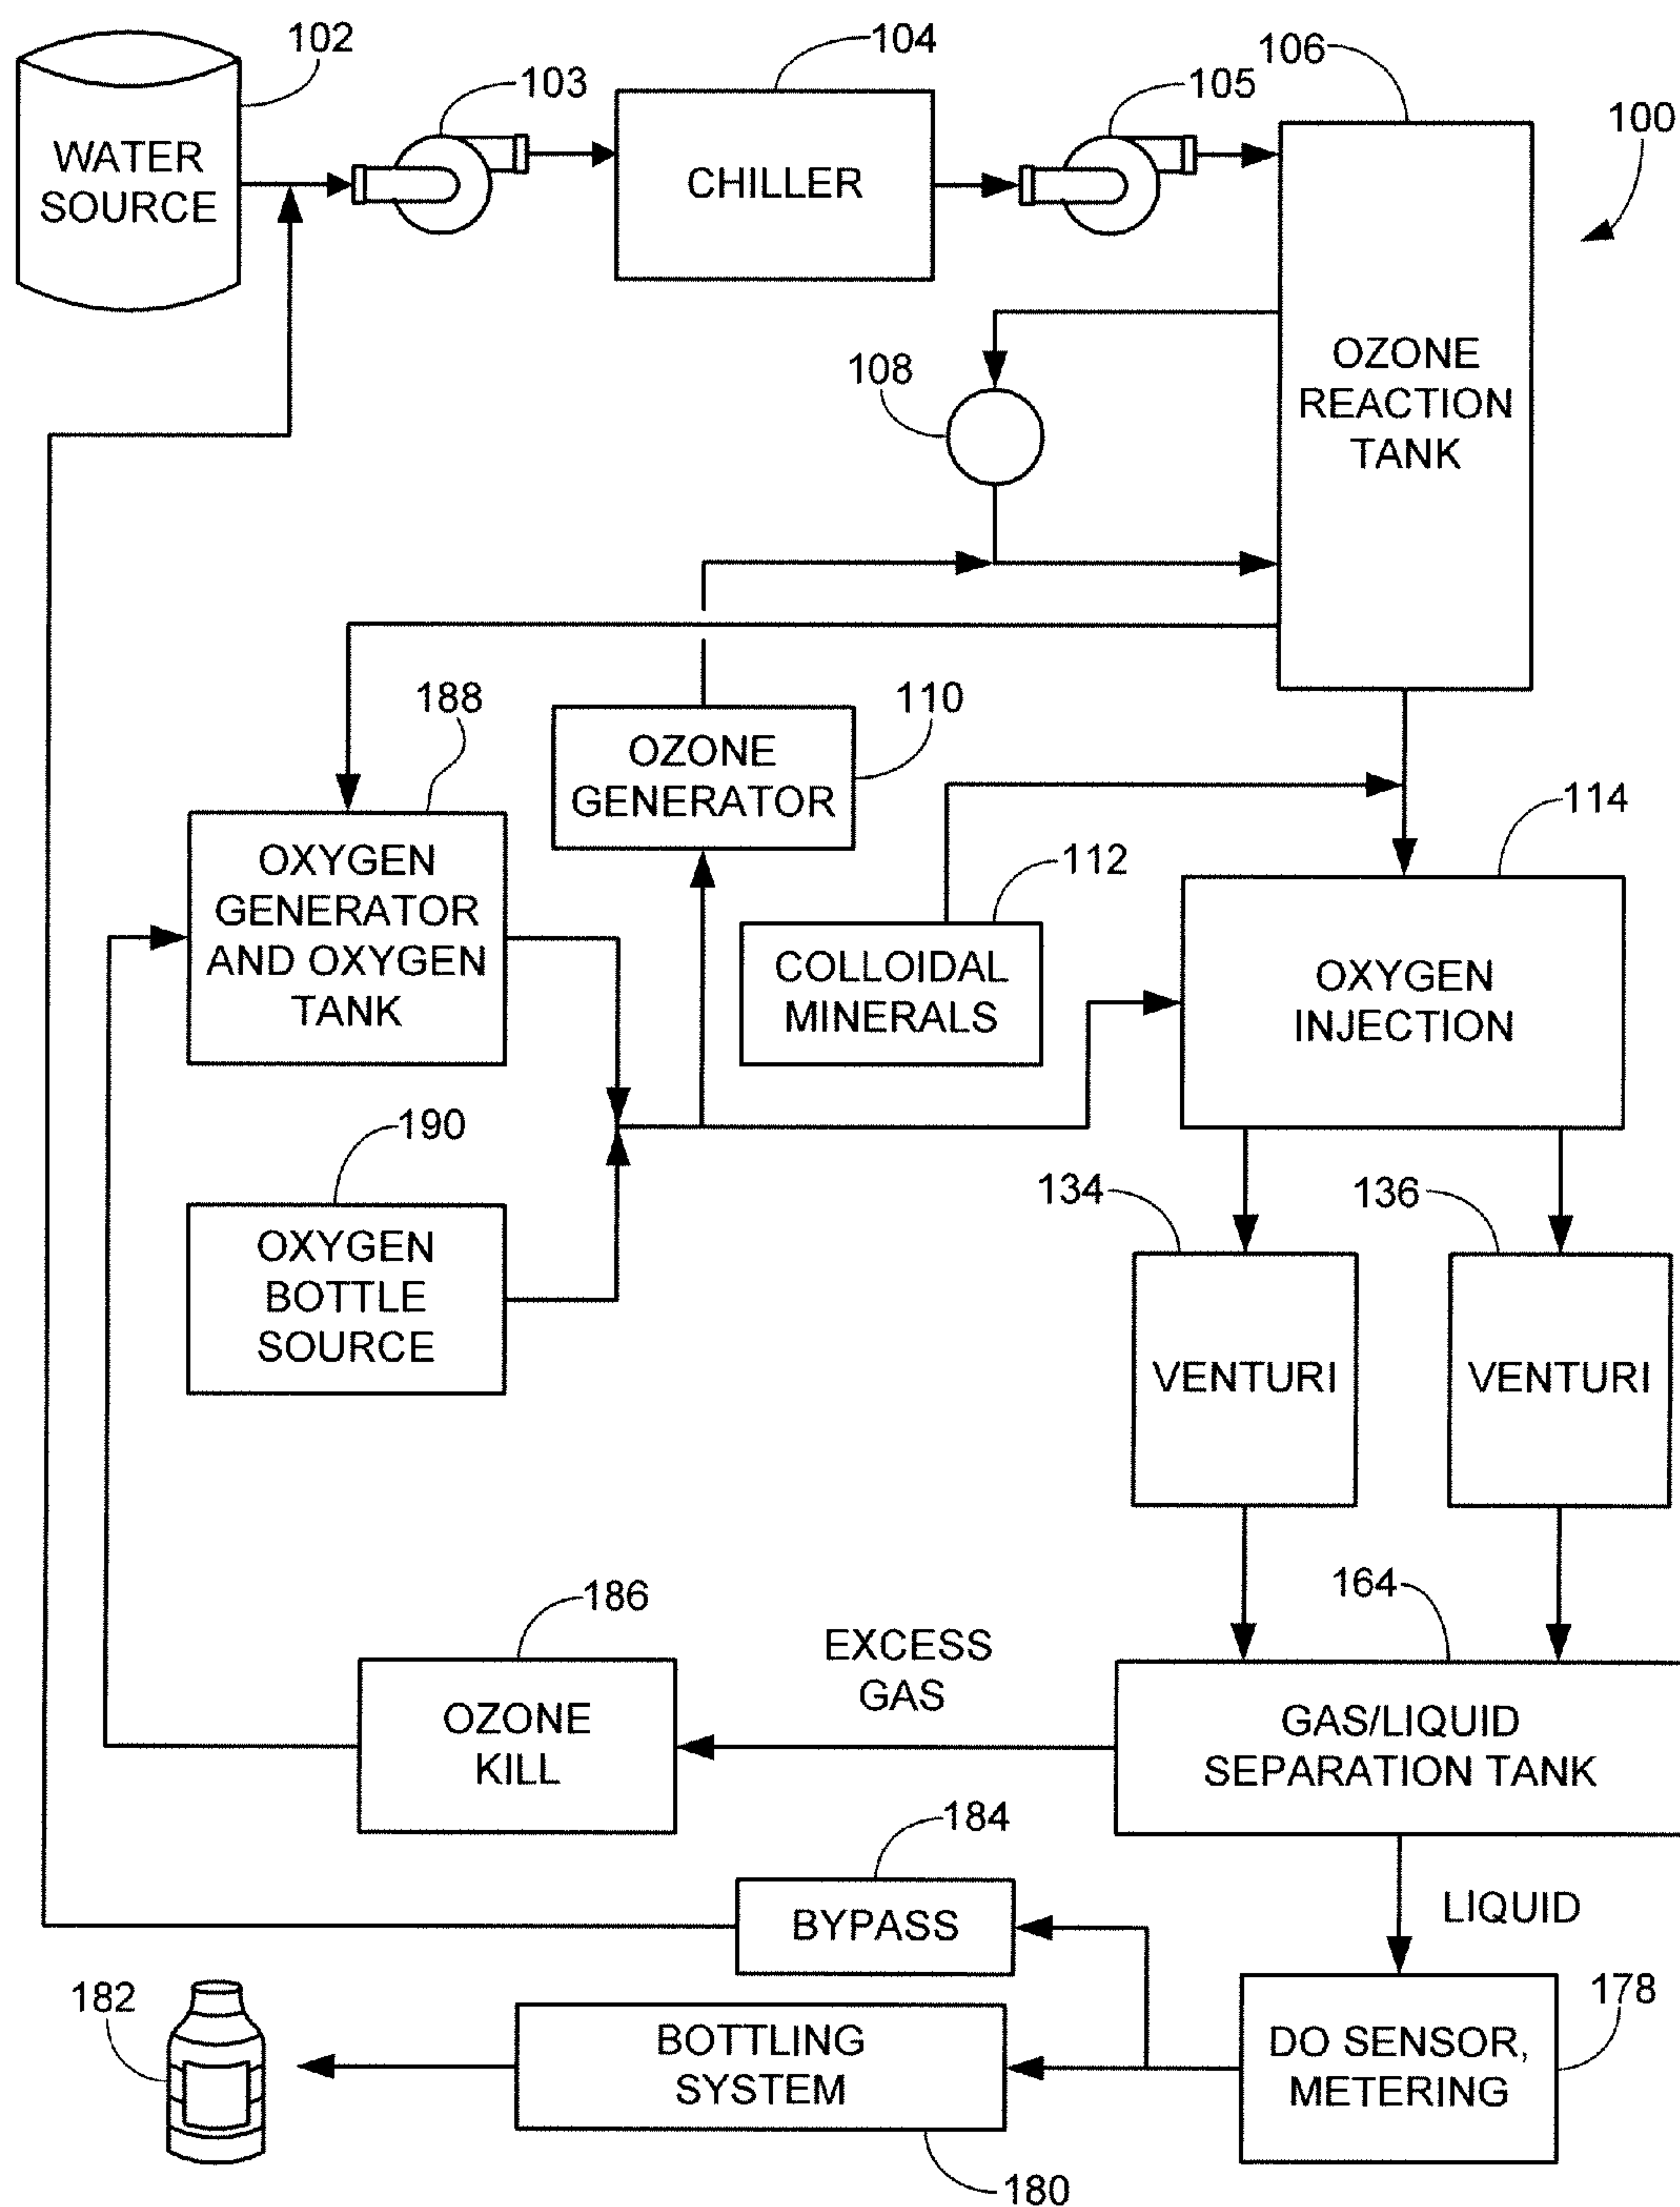 102
103
104
105
106
100
WATER
SOURCE
CHILLER
OZONE
REACTION
TANK
108
188
110
OZONE
GENERATOR
114
OXYGEN
GENERATOR
AND OXYGEN
TANK
112
COLLOIDAL
MINERALS
OXYGEN
INJECTION
190
OXYGEN
BOTTLE
SOURCE
134
136
VENTURI
VENTURI
186
164
EXCESS
GAS
OZONE
KILL
GAS/LIQUID
SEPARATION TANK
184
BYPASS
LIQUID
182
BOTTLING
SYSTEM
178
DO SENSOR,
METERING
180